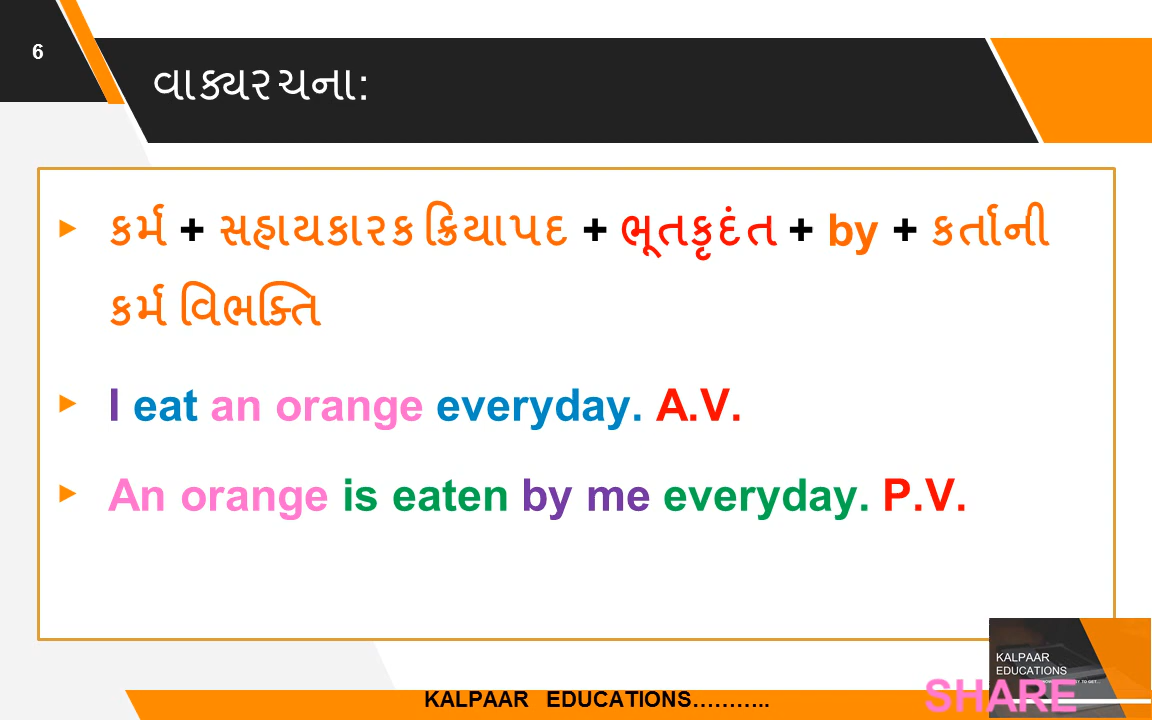 6
વાક્યરચના:
કર્મ + સહાયકારક ક્રિયાપદ + ભૂતકૃદંત + by + કર્તાની
કર્મ વિભક્તિ
I eat an orange everyday. A.V.
An orange is eaten by me everyday. P.V.
KALPAAR
EDUCATIONS
SHARE
KALPAAR EDUCATIONS………..